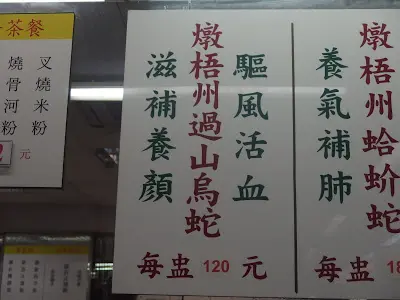 茶餐
叉燒米粉
燒骨河粉
元
驅風活血
燉梧州過山烏蛇
滋補養顏
每盅 120 元
燉梧州蛤蚧蛇
養氣補肺
每盅 18